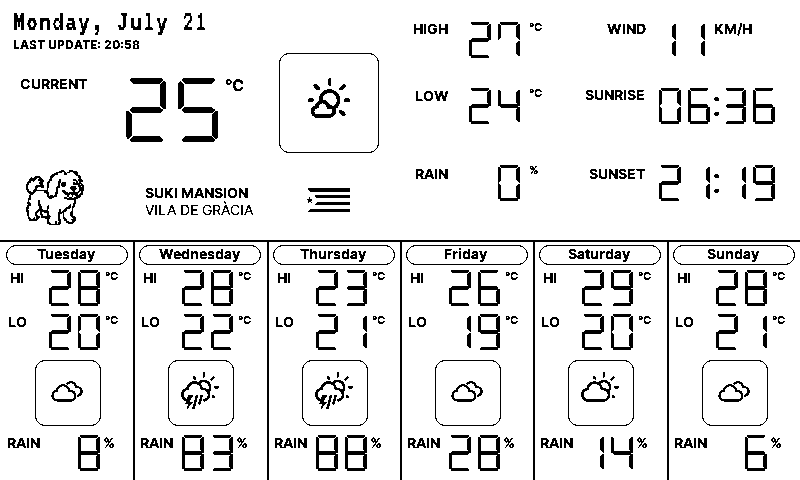 Monday, July 21
LAST UPDATE: 20:58
CURRENT 25 °C
HIGH 27 °C
LOW 24 °C
RAIN 0 %
WIND 11 KM/H
SUNRISE 06:36
SUNSET 21:19
SUKI MANSION
VILA DE GRÀCIA
Tuesday
HI 28 °C
LO 20 °C
RAIN 8 %
Wednesday
HI 28 °C
LO 22 °C
RAIN 83 %
Thursday
HI 23 °C
LO 21 °C
RAIN 88 %
Friday
HI 26 °C
LO 19 °C
RAIN 28 %
Saturday
HI 29 °C
LO 20 °C
RAIN 14 %
Sunday
HI 28 °C
LO 21 °C
RAIN 6 %